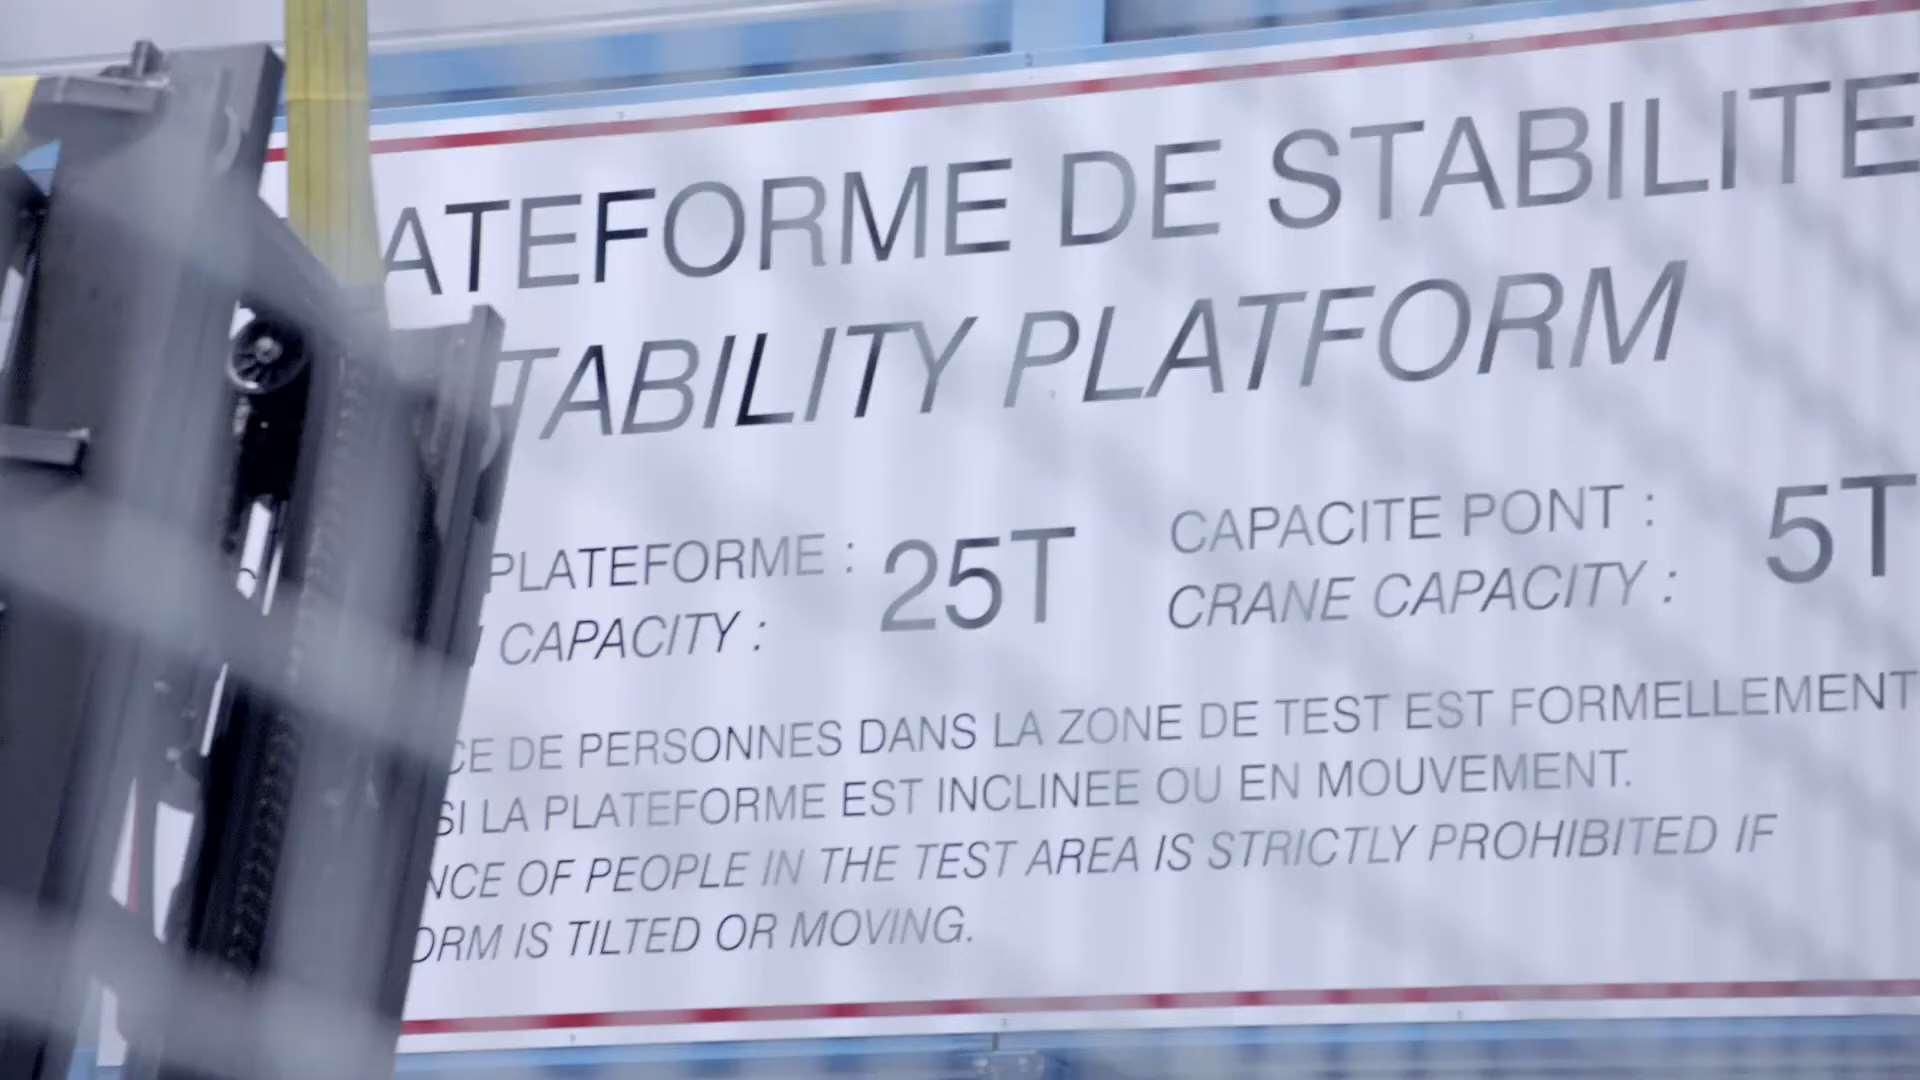 ATEFORME DE STABILITE
TABILITY PLATFORM
PLATEFORME : 25T
CAPACITY :
CAPACITE PONT : 5T
CRANE CAPACITY :
CE DE PERSONNES DANS LA ZONE DE TEST EST FORMELLEMENT
SI LA PLATEFORME EST INCLINEE OU EN MOUVEMENT.
NCE OF PEOPLE IN THE TEST AREA IS STRICTLY PROHIBITED IF
ORM IS TILTED OR MOVING.